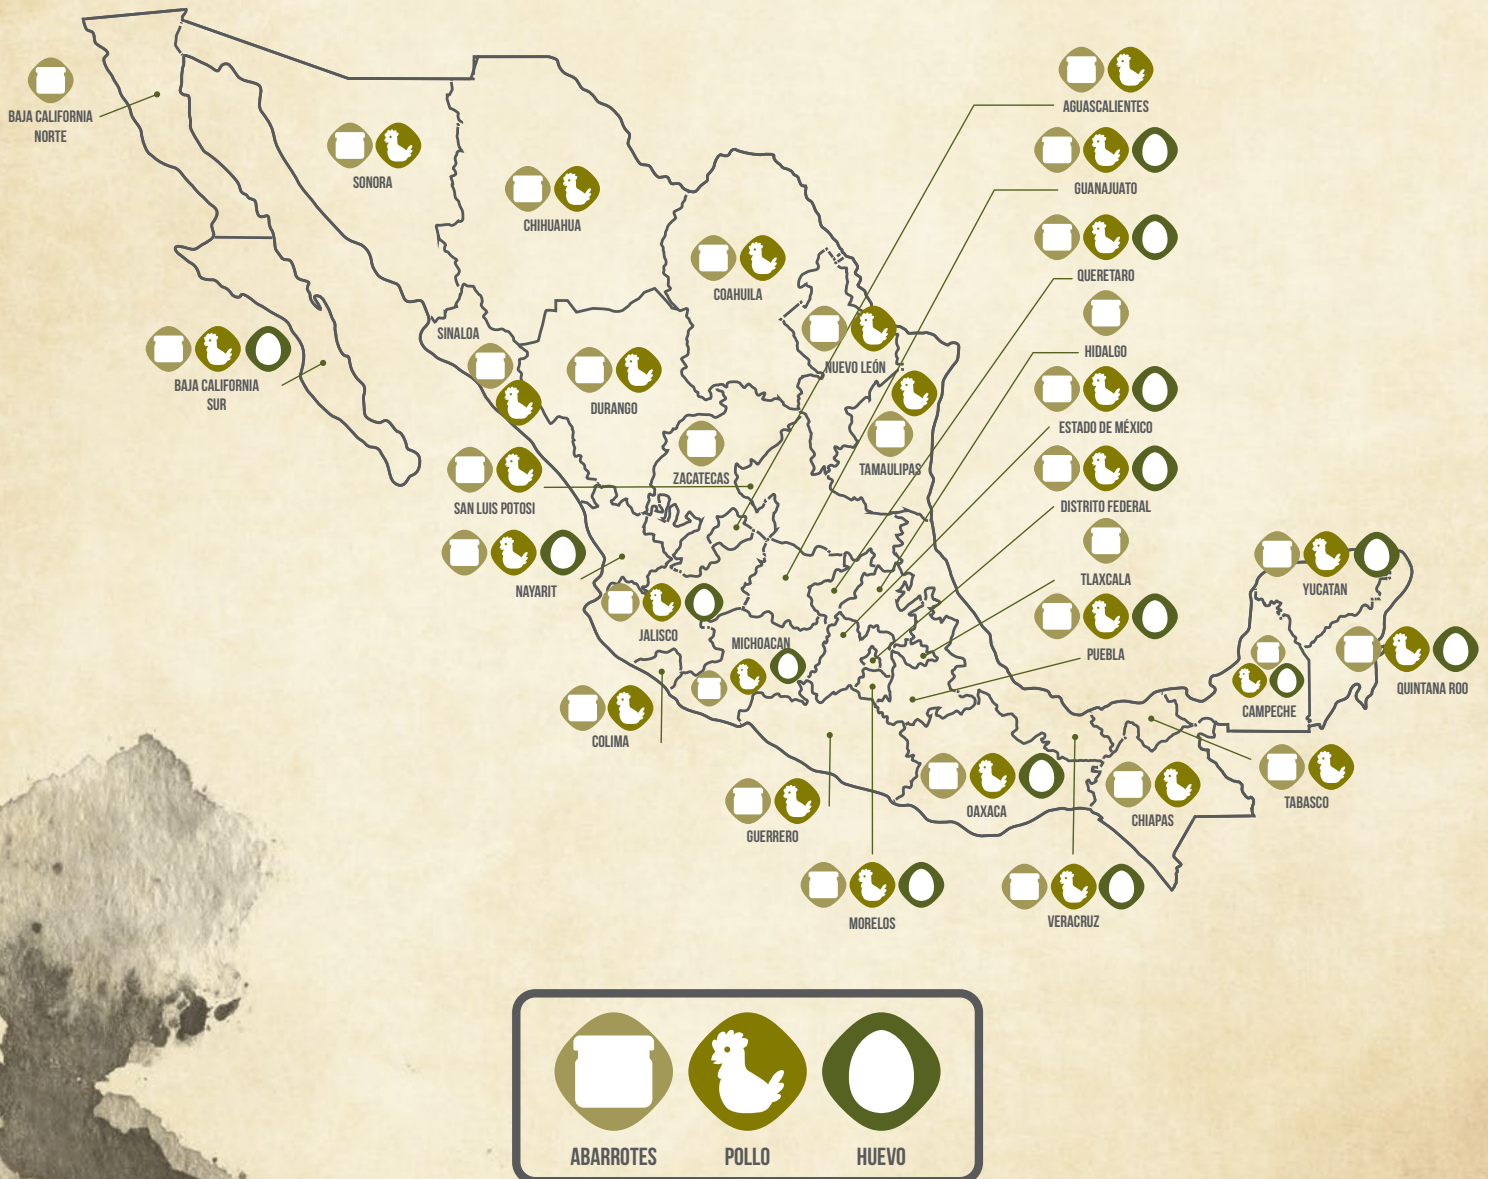 BAJA CALIFORNIA
NORTE
SONORA
CHIHUAHUA
COAHUILA
NUEVO LEÓN
SINALOA
BAJA CALIFORNIA
SUR
DURANGO
ZACATECAS
TAMAULIPAS
SAN LUIS POTOSI
NAYARIT
JALISCO
MICHOACAN
COLIMA
GUERRERO
MORELOS
OAXACA
VERACRUZ
CHIAPAS
TABASCO
CAMPECHE
QUINTANA ROO
YUCATAN
AGUASCALIENTES
GUANAJUATO
QUERETARO
HIDALGO
ESTADO DE MÉXICO
DISTRITO FEDERAL
TLAXCALA
PUEBLA
ABARROTES
POLLO
HUEVO